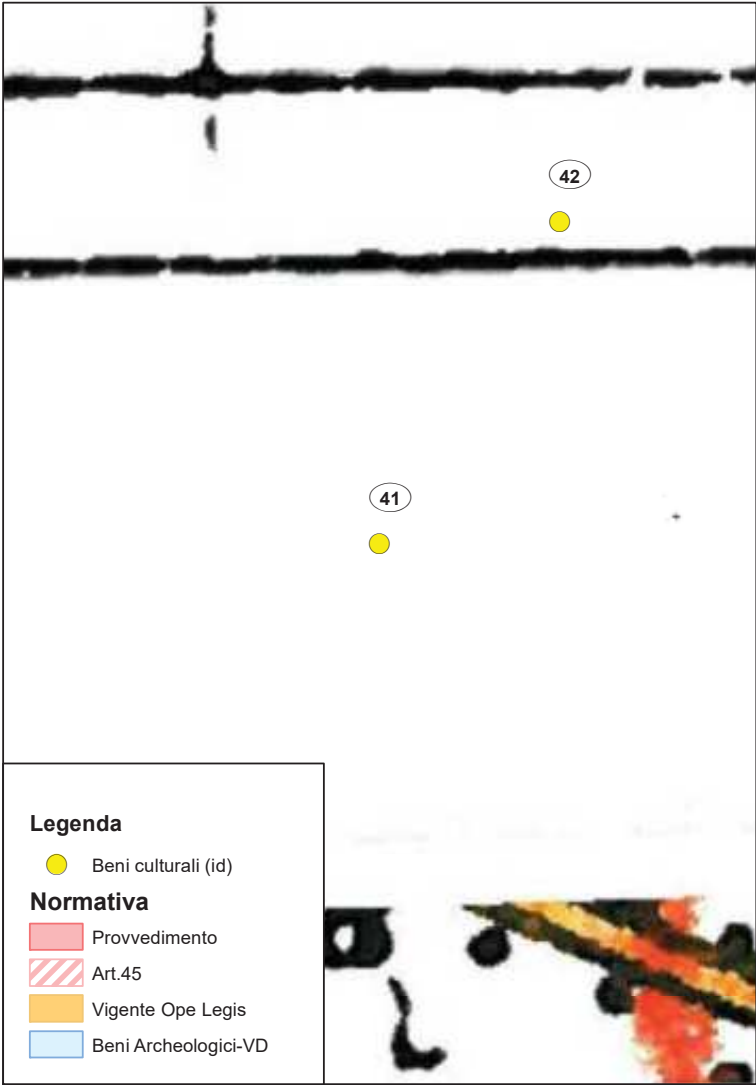 42
41
Legenda
Beni culturali (id)
Normativa
Provvedimento
Art.45
Vigente Ope Legis
Beni Archeologici-VD